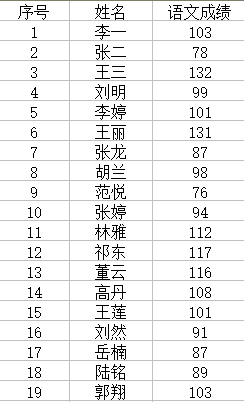 序号 姓名 语文成绩
1 李一 103
2 张二 78
3 王三 132
4 刘明 99
5 李婷 101
6 王丽 131
7 张龙 87
8 胡兰 98
9 范悦 76
10 张婷 94
11 林雅 112
12 祁东 117
13 董云 116
14 高丹 108
15 王莲 101
16 刘然 91
17 岳楠 87
18 陆铭 89
19 郭翔 103